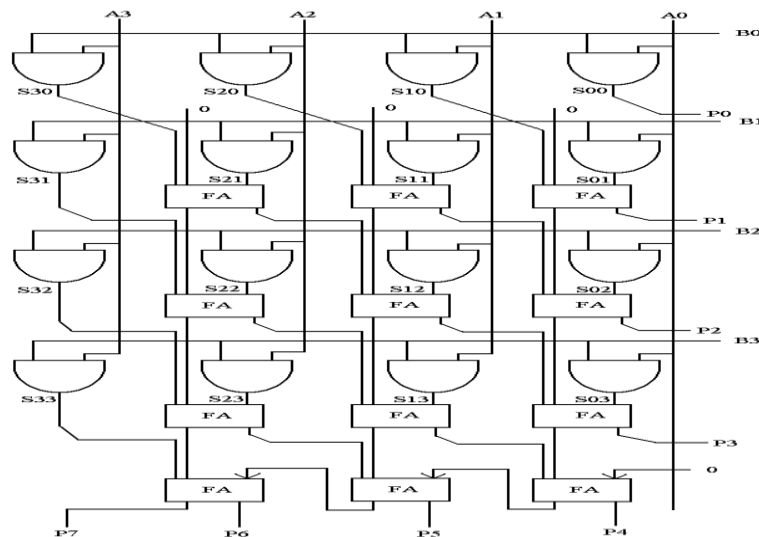 A3 A2 A1 A0
B0
S30 S20 S10 S00
0 0 0 P0
B1
S31 S21 S11 S01
FA FA FA
P1
B2
S32 S22 S12 S02
FA FA FA
P2
B3
S33 S23 S13 S03
FA FA FA
P3
0
FA FA FA
P7 P6 P5 P4